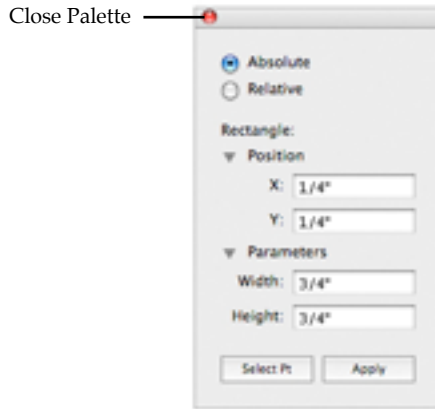 Close Palette
Absolute
Relative
Rectangle:
Position
X: 1/4"
Y: 1/4"
Parameters
Width: 3/4"
Height: 3/4"
Select Pt Apply